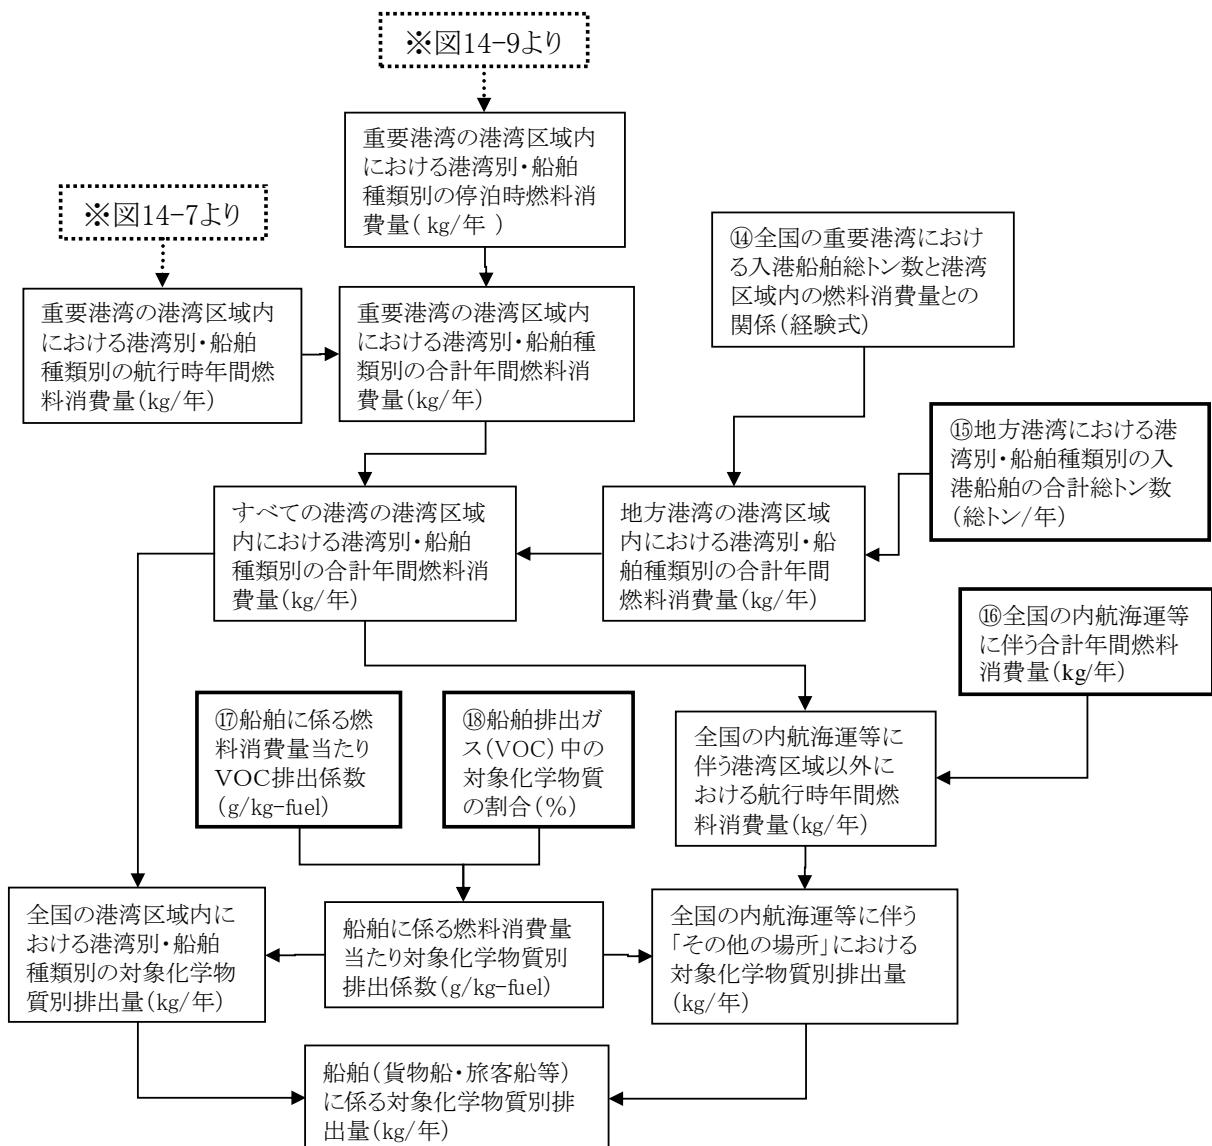 ※図14-9より
重要港湾の港湾区域内
における港湾別・船舶
種類別の停泊時燃料消
費量( kg/年 )
※図14-7より
⑭全国の重要港湾におけ
る入港船舶総トン数と港湾
区域内の燃料消費量との
関係(経験式)
重要港湾の港湾区域内
における港湾別・船舶
種類別の航行時年間燃
料消費量(kg/年)
重要港湾の港湾区域内
における港湾別・船舶種
類別の合計年間燃料消
費量(kg/年)
⑮地方港湾における港
湾別・船舶種類別の入
港船舶の合計総トン数
(総トン/年)
すべての港湾の港湾区域
内における港湾別・船舶
種類別の合計年間燃料消
費量(kg/年)
地方港湾の港湾区域
内における港湾別・船
舶種類別の合計年間
燃料消費量(kg/年)
⑯全国の内航海運等
に伴う合計年間燃料
消費量(kg/年)
⑰船舶に係る燃
料消費量当たり
VOC排出係数
(g/kg-fuel)
⑱船舶排出ガ
ス(VOC)中の
対象化学物質
の割合(%)
全国の内航海運等に
伴う港湾区域以外に
おける航行時年間燃
料消費量(kg/年)
全国の港湾区域内に
おける港湾別・船舶
種類別の対象化学物
質別排出量(kg/年)
船舶に係る燃料消費量
当たり対象化学物質別
排出係数(g/kg-fuel)
全国の内航海運等に伴う
「その他の場所」における
対象化学物質別排出量
(kg/年)
船舶(貨物船・旅客船等)
に係る対象化学物質別排
出量(kg/年)